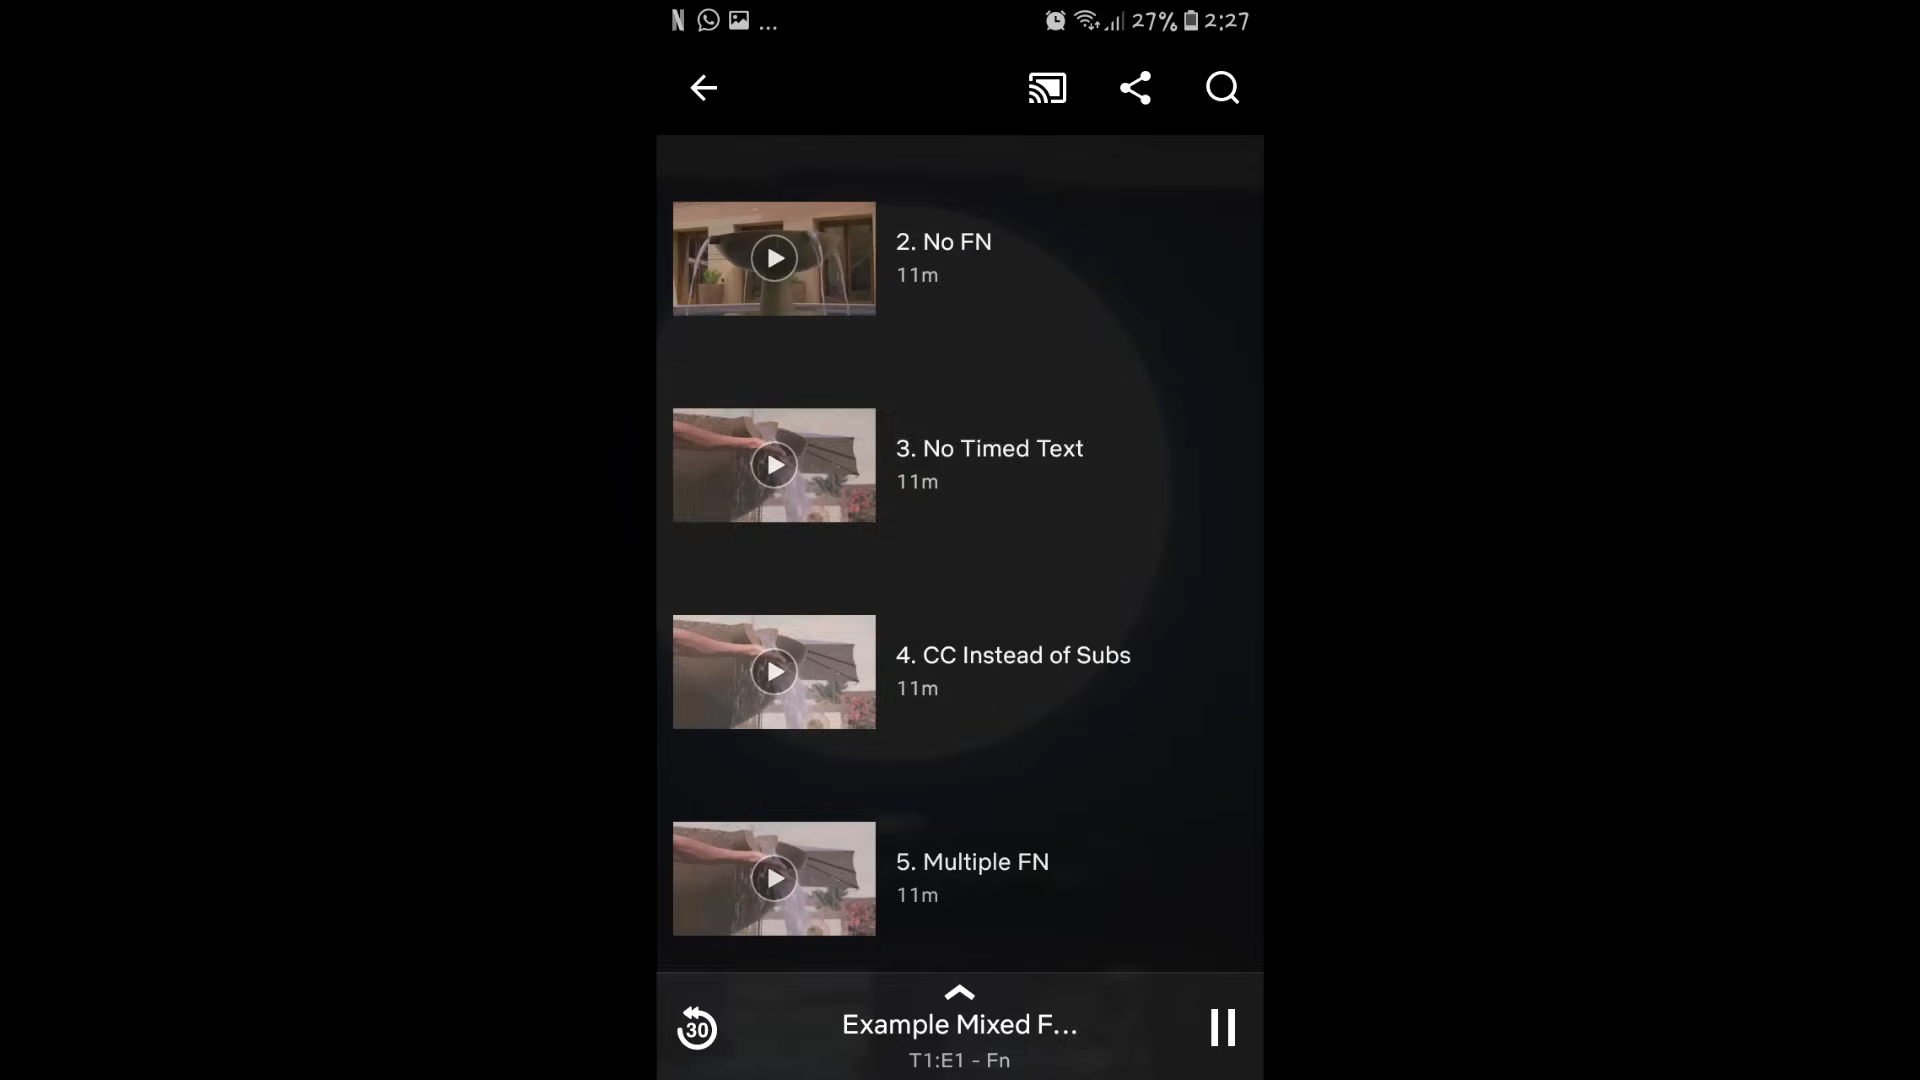 N ... 27% 2:27
2. No FN
11m
3. No Timed Text
11m
4. CC Instead of Subs
11m
5. Multiple FN
11m
30
Example Mixed F...
T1:E1 - Fn